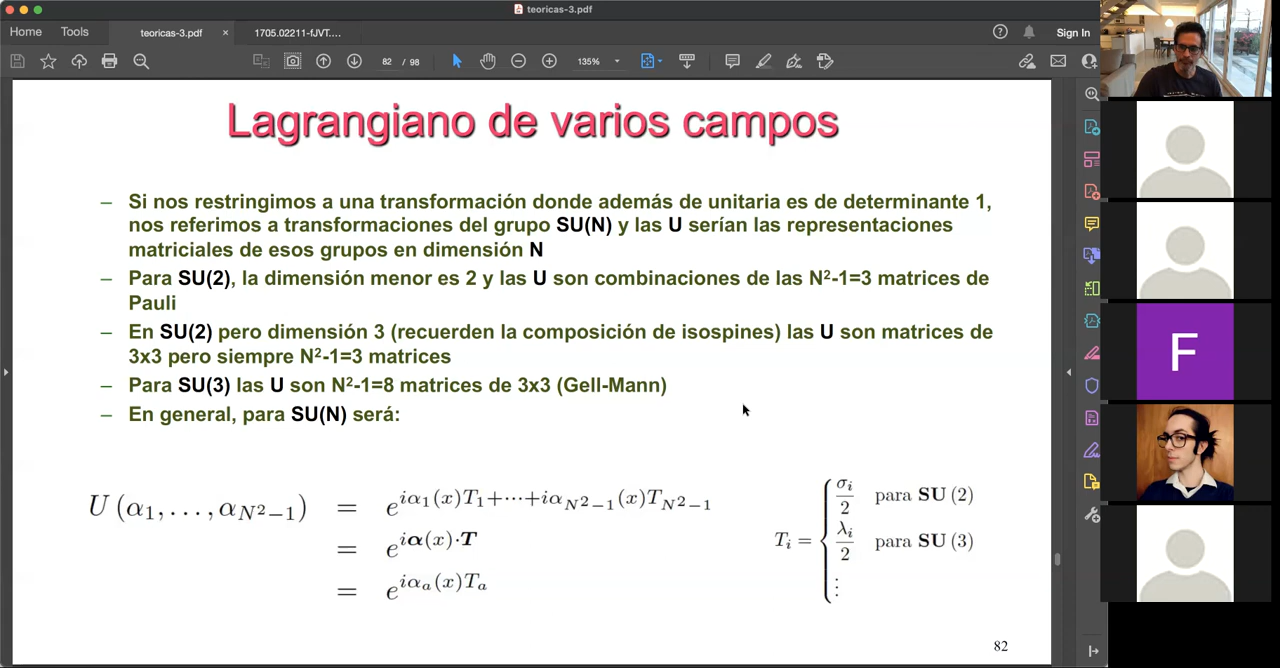 teoricas-3.pdf
Home Tools teoricas-3.pdf × 1705.02211-fJVT.... Sign In
82 / 98 135%
Lagrangiano de varios campos
– Si nos restringimos a una transformación donde además de unitaria es de determinante 1,
nos referimos a transformaciones del grupo SU(N) y las U serían las representaciones
matriciales de esos grupos en dimensión N
– Para SU(2), la dimensión menor es 2 y las U son combinaciones de las N²-1=3 matrices de
Pauli
– En SU(2) pero dimensión 3 (recuerden la composición de isospines) las U son matrices de
3x3 pero siempre N²-1=3 matrices
– Para SU(3) las U son N²-1=8 matrices de 3x3 (Gell-Mann)
– En general, para SU(N) será:
U (α₁, . . . , α_{N²−1}) = e^{iα₁(x)T₁+···+iα_{N²−1}(x)T_{N²−1}}
= e^{iα(x)·T}
= e^{iαₐ(x)Tₐ}
Tᵢ = { σᵢ/2 para SU (2)
λᵢ/2 para SU (3)
⋮
82
F